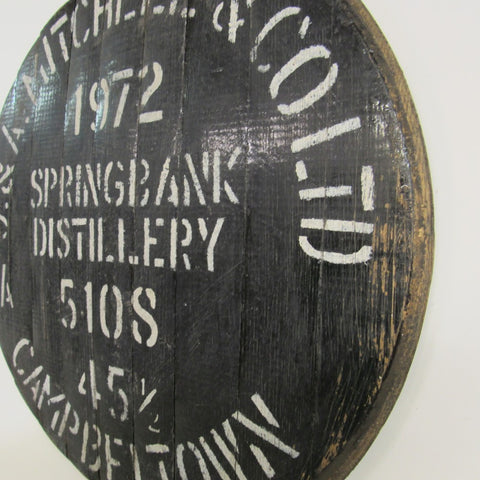 J & A. MITCHELL & CO LTD
1972
SPRINGBANK
DISTILLERY
510S
45½
CAMPBELTOWN